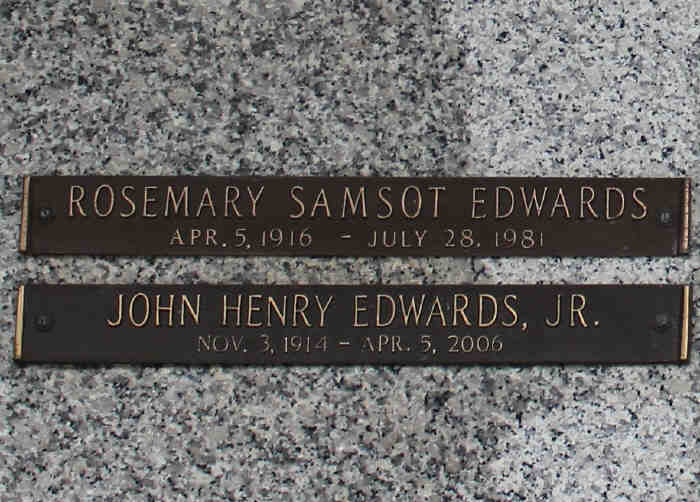 ROSEMARY SAMSOT EDWARDS
APR. 5, 1916 - JULY 28, 1981
JOHN HENRY EDWARDS, JR.
NOV. 3, 1914 - APR. 5, 2006